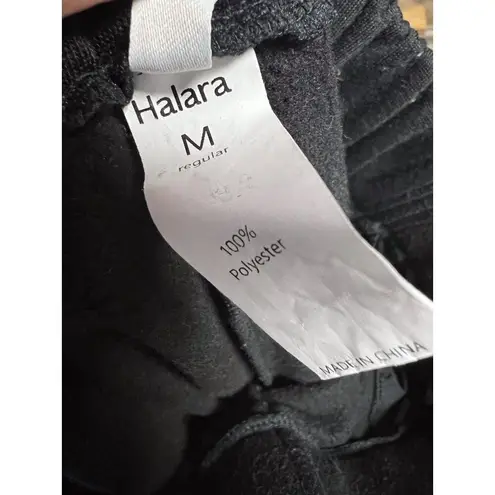 Halara
M
regular
100%
Polyester
MADE IN CHINA